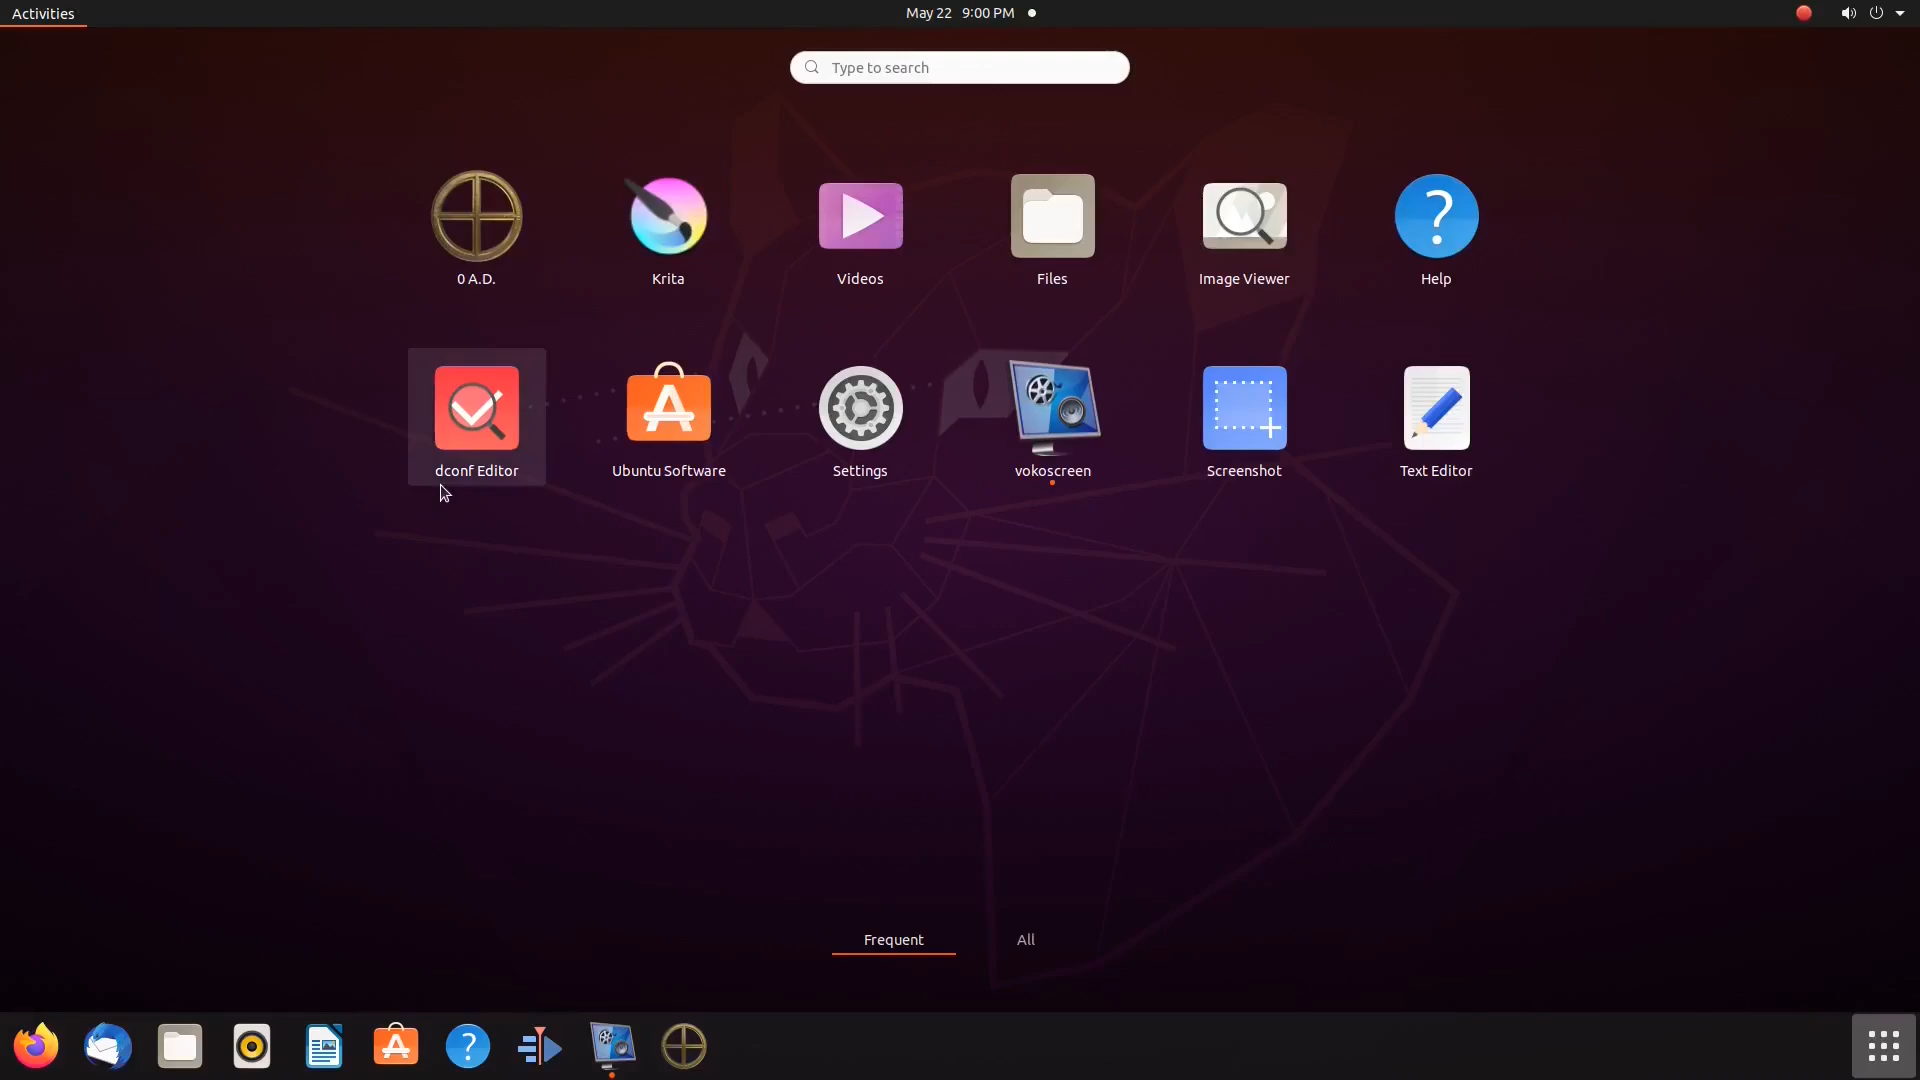 Activities
May 22 9:00 PM
Type to search
0 A.D.
Krita
Videos
Files
Image Viewer
Help
dconf Editor
Ubuntu Software
Settings
vokoscreen
Screenshot
Text Editor
Frequent
All